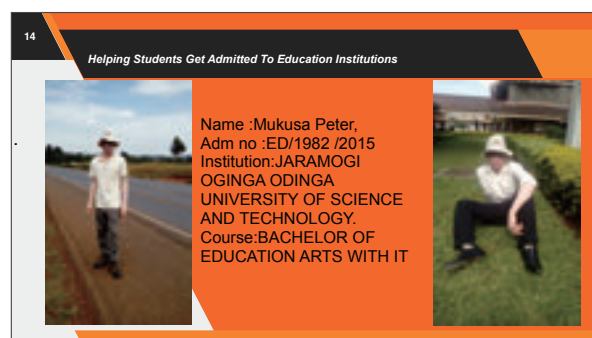 14
Helping Students Get Admitted To Education Institutions
.
Name :Mukusa Peter,
Adm no :ED/1982 /2015
Institution:JARAMOGI
OGINGA ODINGA
UNIVERSITY OF SCIENCE
AND TECHNOLOGY.
Course:BACHELOR OF
EDUCATION ARTS WITH IT